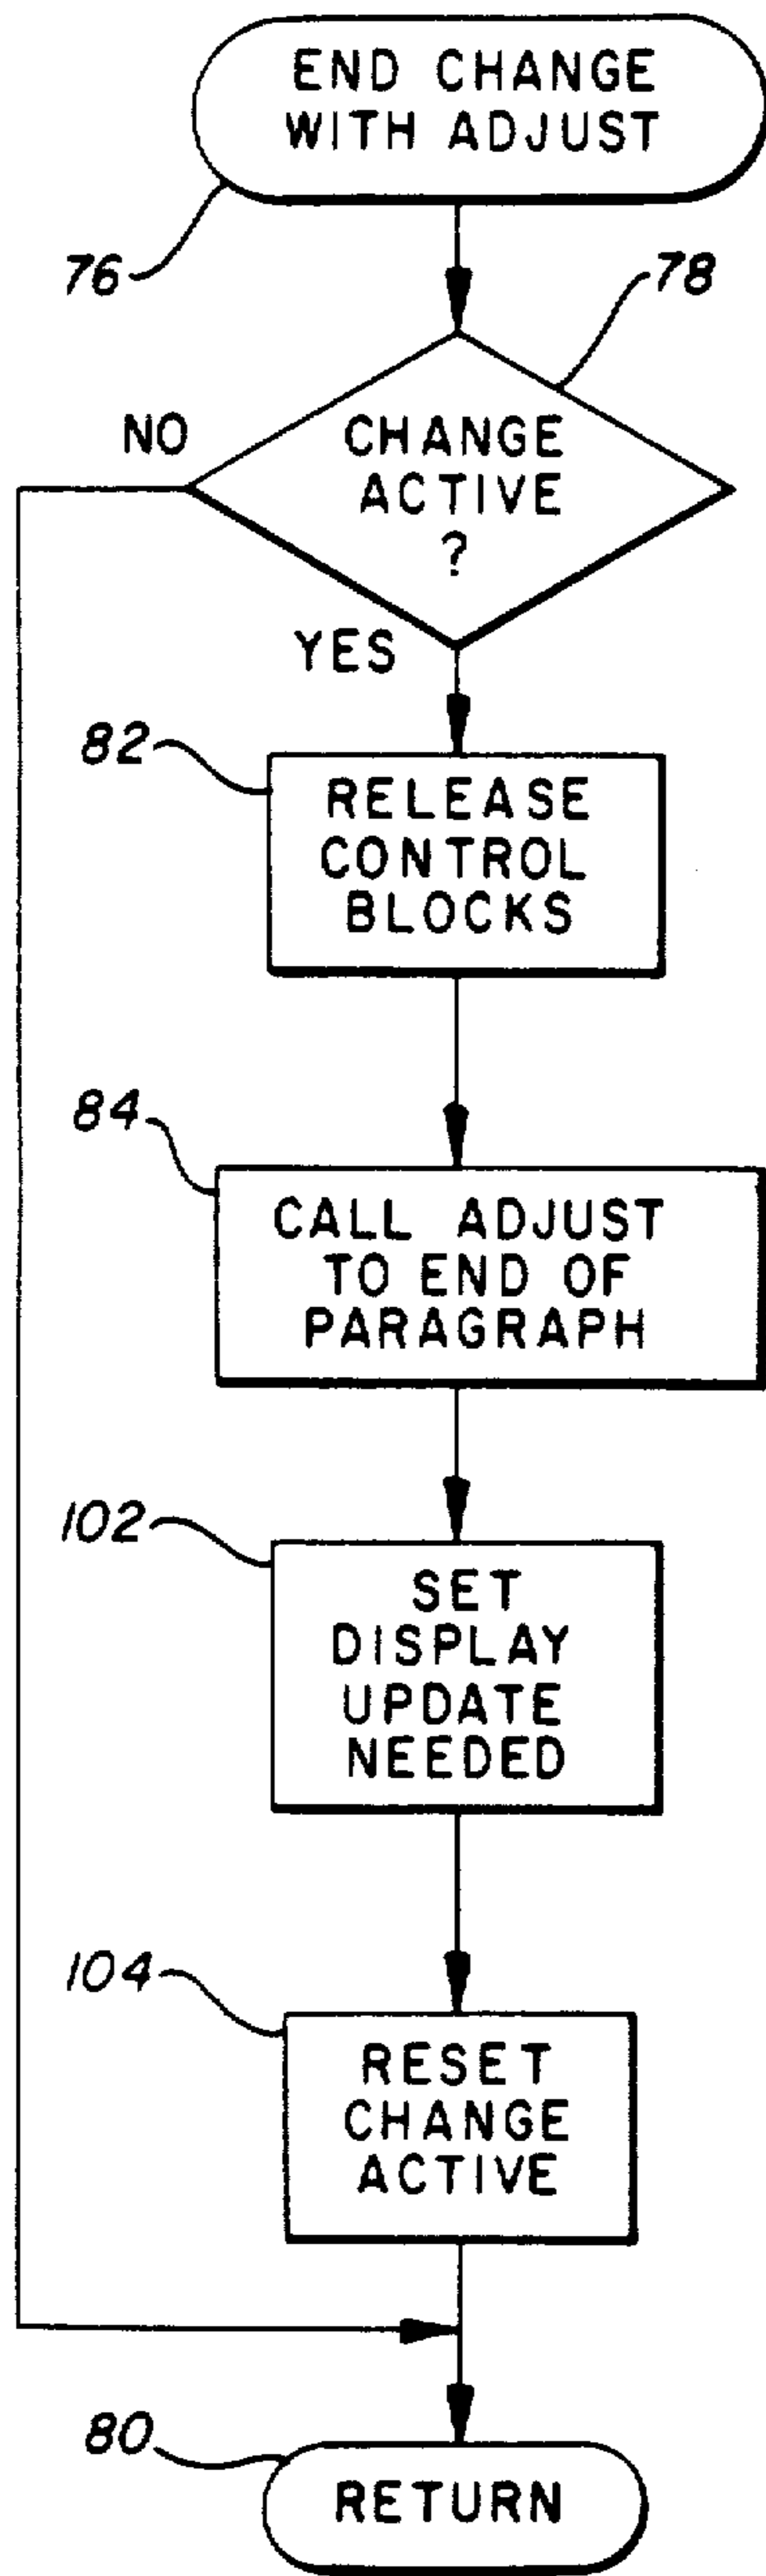 END CHANGE
WITH ADJUST
76
78
NO
CHANGE
ACTIVE
?
YES
82
RELEASE
CONTROL
BLOCKS
84
CALL ADJUST
TO END OF
PARAGRAPH
102
SET
DISPLAY
UPDATE
NEEDED
104
RESET
CHANGE
ACTIVE
80
RETURN